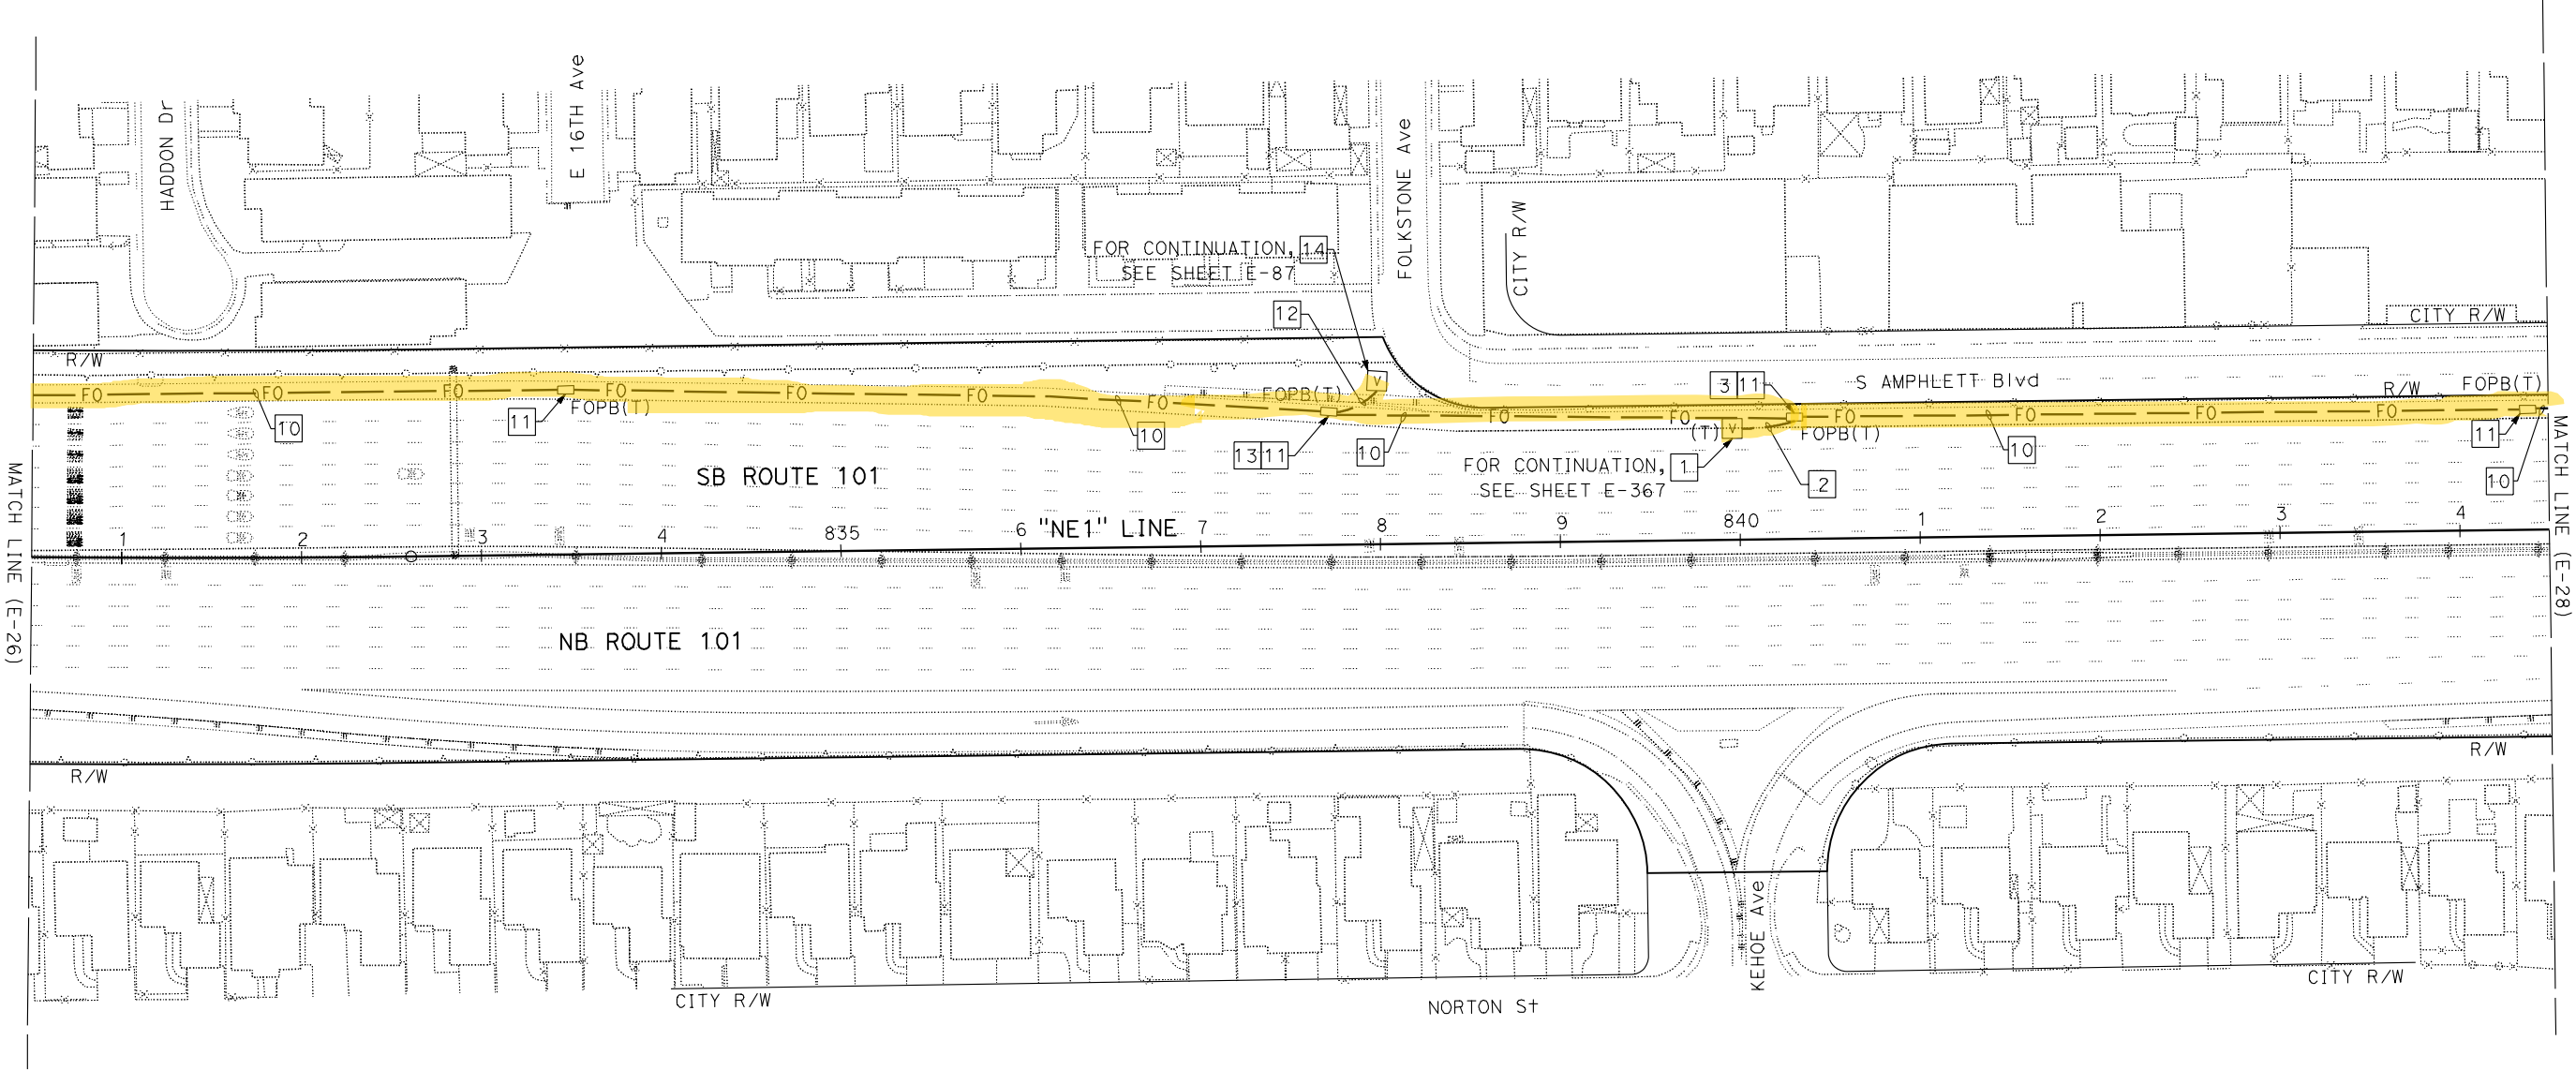 HADDON Dr
E 16TH Ave
FOLKSTONE Ave
CITY R/W
FOR CONTINUATION, 14
SEE SHEET E-87
12
CITY R/W
R/W
S AMPHLETT Blvd
R/W
FOPB(T)
3 11
FO FO FO FO FO FO FO FO FO FO FO FO FO
FOPB(T)
V
10
11
FOPB(T)
10
13 11
10
(T)
V
FOPB(T)
10
11
10
FOR CONTINUATION, 1
SEE SHEET E-367
2
SB ROUTE 101
"NE1" LINE
1 2 3 4 835 6 7 8 9 840 1 2 3 4
MATCH LINE (E-26)
MATCH LINE (E-28)
NB ROUTE 101
R/W
R/W
KEHOE Ave
CITY R/W
NORTON St
CITY R/W